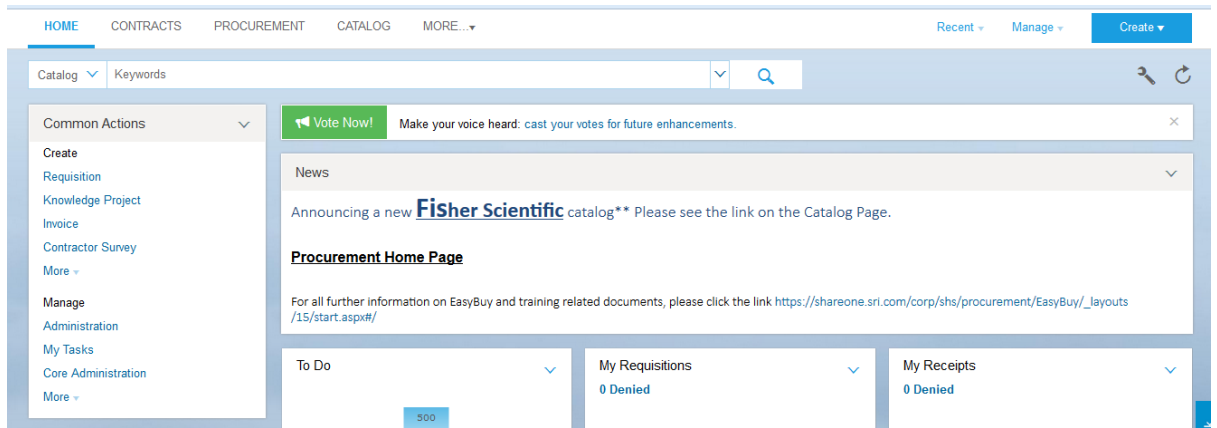 HOME CONTRACTS PROCUREMENT CATALOG MORE... Recent Manage Create
Catalog Keywords
Common Actions
Create
Requisition
Knowledge Project
Invoice
Contractor Survey
More
Manage
Administration
My Tasks
Core Administration
More
Vote Now! Make your voice heard: cast your votes for future enhancements.
News
Announcing a new Fisher Scientific catalog** Please see the link on the Catalog Page.
Procurement Home Page
For all further information on EasyBuy and training related documents, please click the link https://shareone.sri.com/corp/shs/procurement/EasyBuy/_layouts
/15/start.aspx#/
To Do
500
My Requisitions
0 Denied
My Receipts
0 Denied